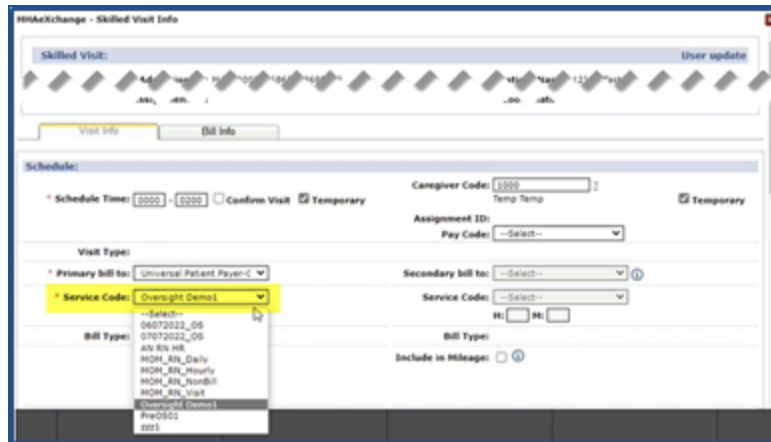 HHAeXchange - Skilled Visit Info
Skilled Visit: User update
Visit Info Bill Info
Schedule:
* Schedule Time: 0000 - 0200 Confirm Visit Temporary
Caregiver Code: 1000 ?
Temp Temp
Temporary
Assignment ID:
Pay Code: --Select--
Visit Type:
* Primary bill to: Universal Patient Payer-C
Secondary bill to: --Select--
* Service Code: Oversight Demo1
Service Code: --Select--
H: M:
Bill Type:
Bill Type:
Include in Mileage:
--Select--
06072022_OS
07072022_OS
AN RN HR
MOM_RN_Daily
MOM_RN_Hourly
MOM_RN_NonBill
MOM_RN_Visit
Oversight Demo1
PreOS01
zzz1